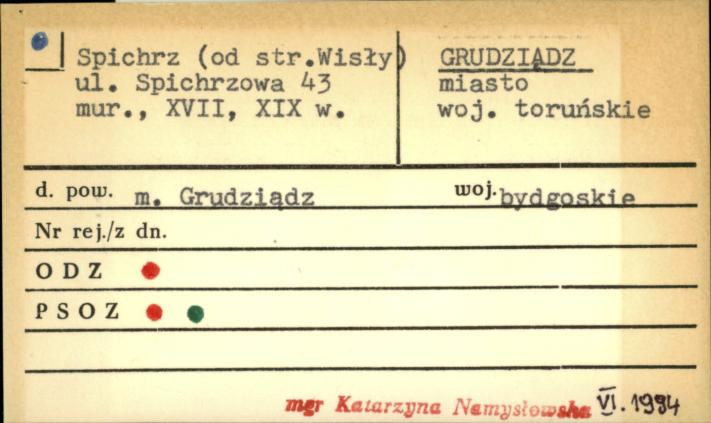 Spichrz (od str.Wisły)
ul. Spichrzowa 43
mur., XVII, XIX w.
GRUDZIĄDZ
miasto
woj. toruńskie
d. pow. m. Grudziądz woj. bydgoskie
Nr rej./z dn.
ODZ
PSOZ
mgr Katarzyna Namysłowska VI. 1994